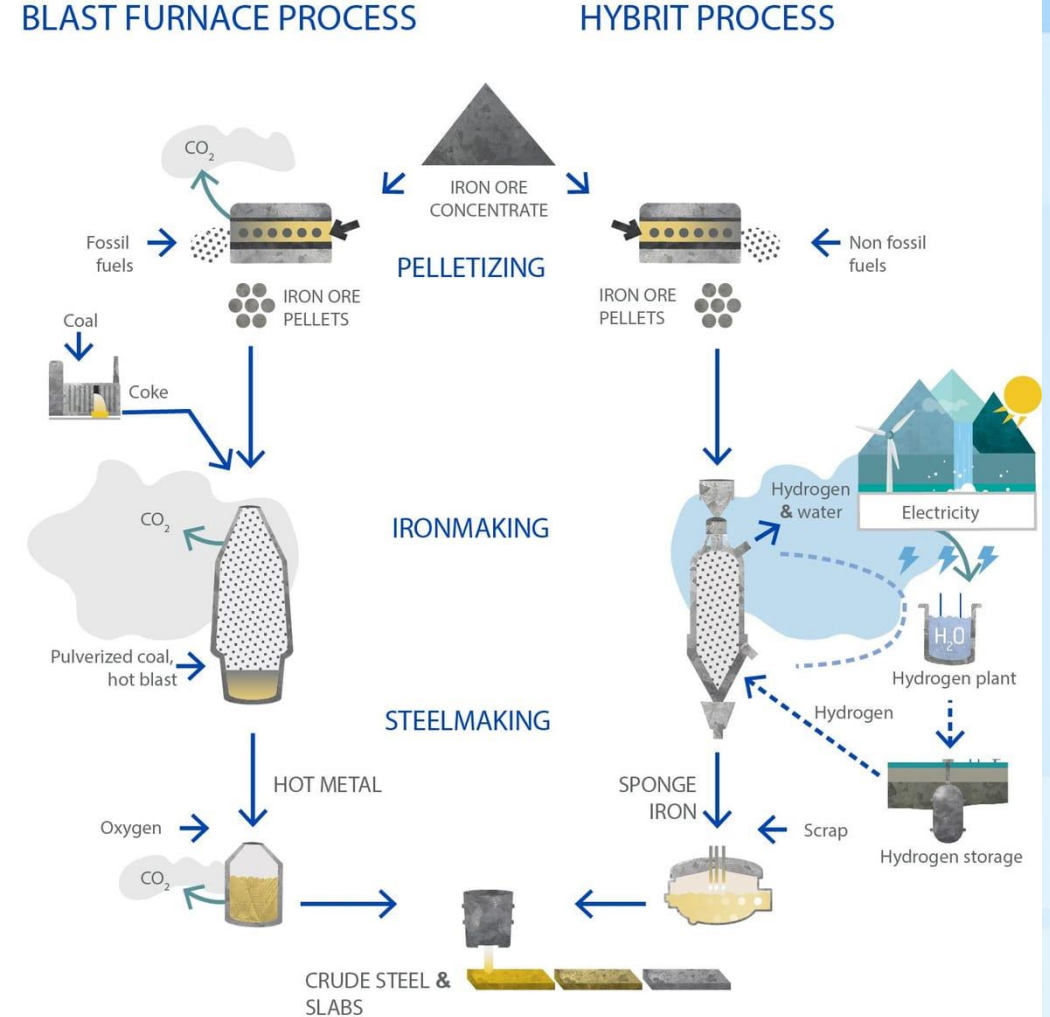 BLAST FURNACE PROCESS
HYBRIT PROCESS
CO₂
IRON ORE
CONCENTRATE
Fossil
fuels
Non fossil
fuels
PELLETIZING
IRON ORE
PELLETS
IRON ORE
PELLETS
Coal
Coke
Hydrogen
& water
Electricity
CO₂
IRONMAKING
H₂O
Pulverized coal,
hot blast
Hydrogen plant
STEELMAKING
Hydrogen
HOT METAL
SPONGE
IRON
Oxygen
Scrap
Hydrogen storage
CO₂
CRUDE STEEL &
SLABS